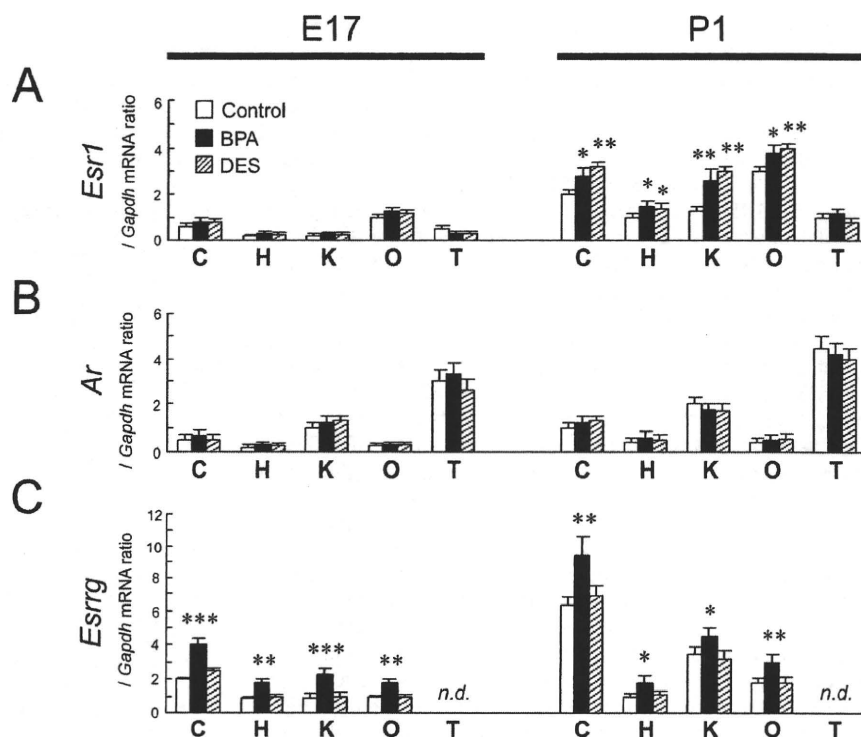 E17 P1
A
Esr1
/ Gapdh mRNA ratio
6
4
2
0
Control
BPA
DES
* ** * * ** ** * **
C H K O T C H K O T
B
Ar
/ Gapdh mRNA ratio
6
4
2
0
C H K O T C H K O T
C
Esrrg
/ Gapdh mRNA ratio
12
10
8
6
4
2
0
*** ** *** ** n.d. ** * * ** n.d.
C H K O T C H K O T